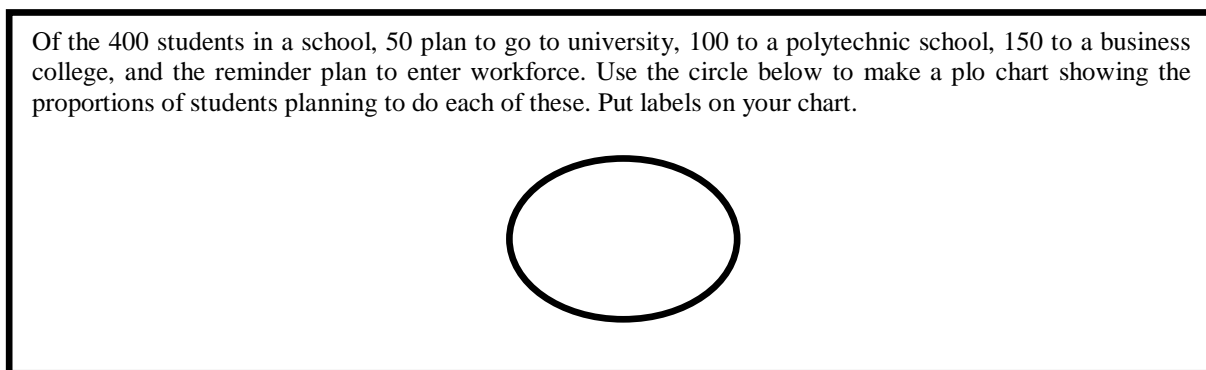 Of the 400 students in a school, 50 plan to go to university, 100 to a polytechnic school, 150 to a business
college, and the reminder plan to enter workforce. Use the circle below to make a plo chart showing the
proportions of students planning to do each of these. Put labels on your chart.